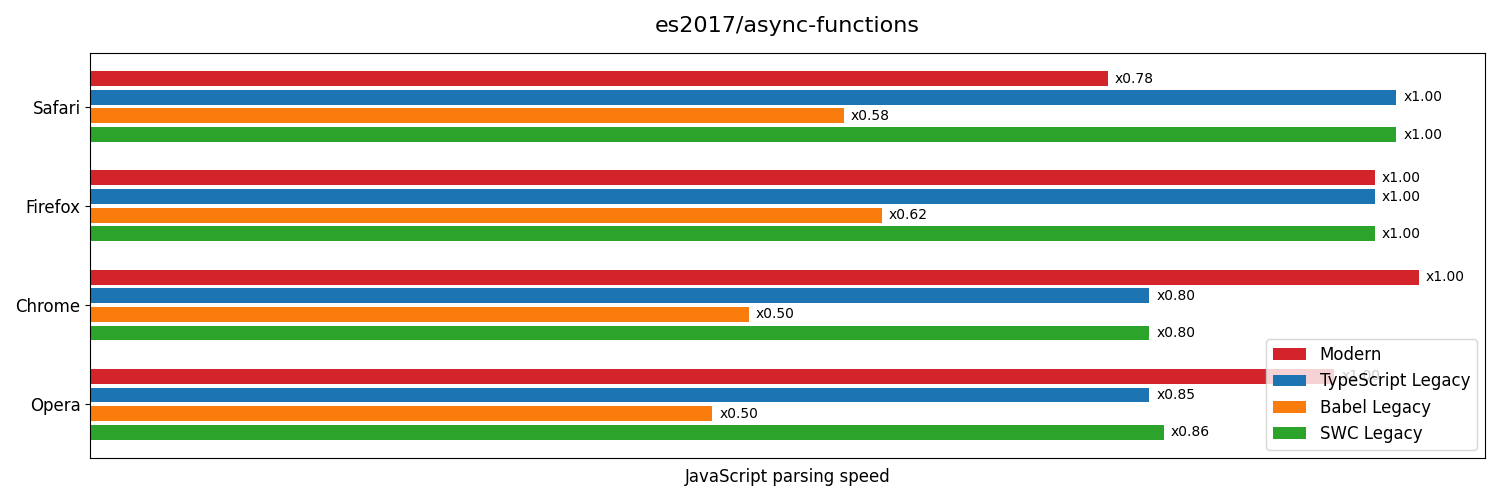 es2017/async-functions
Safari
x0.78
x1.00
x0.58
x1.00
Firefox
x1.00
x1.00
x0.62
x1.00
Chrome
x1.00
x0.80
x0.50
x0.80
Opera
x1.00
x0.85
x0.50
x0.86
Modern
TypeScript Legacy
Babel Legacy
SWC Legacy
JavaScript parsing speed